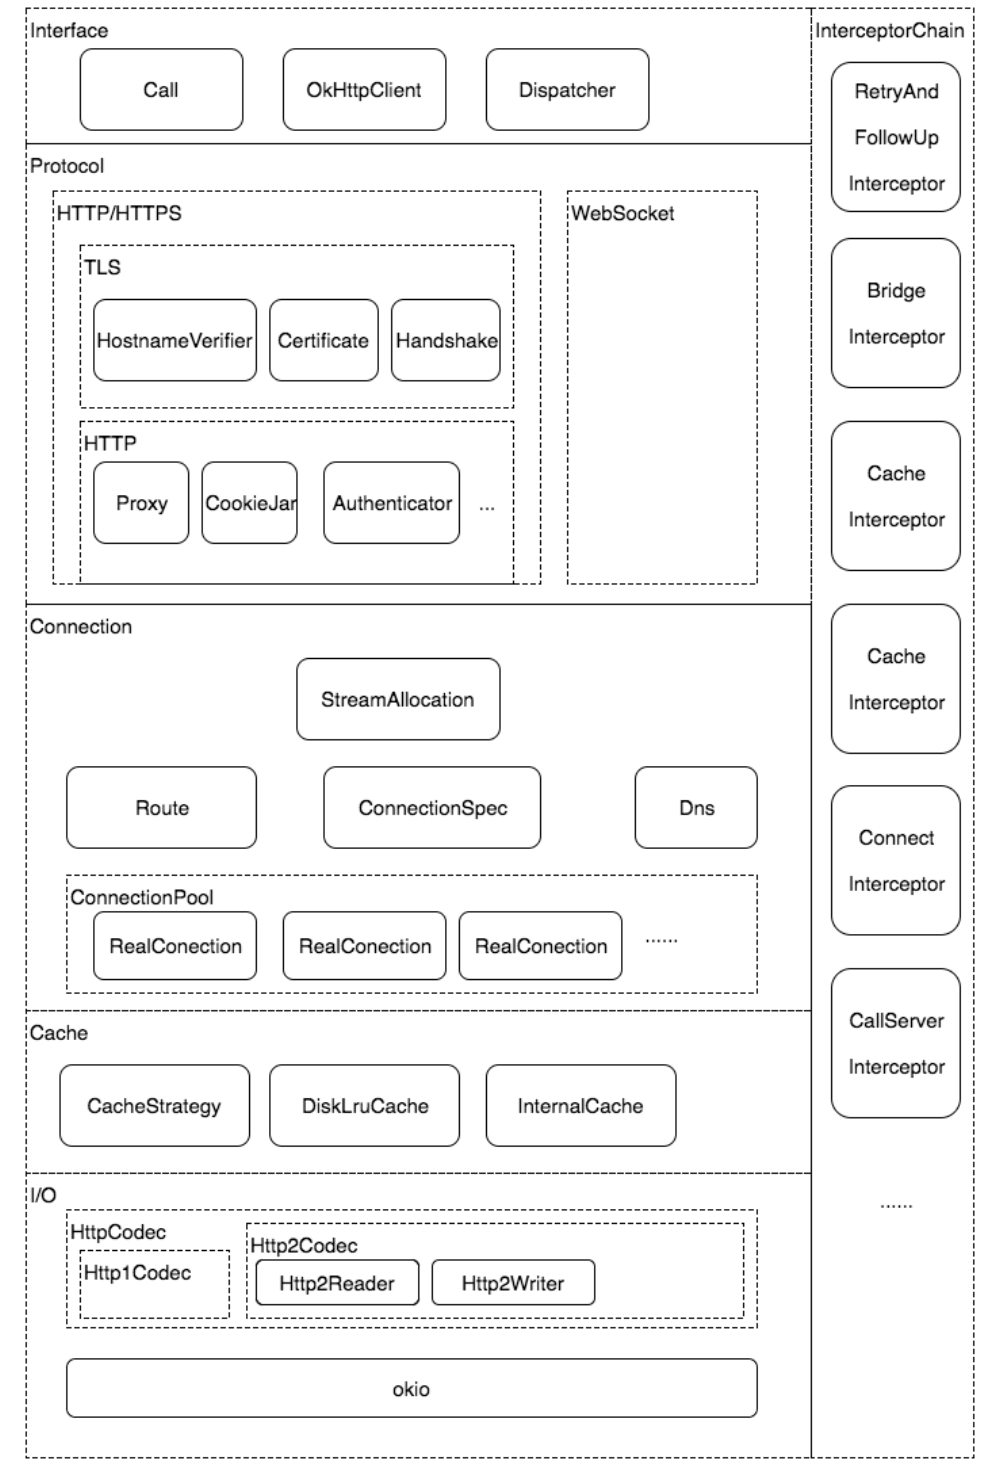 Interface
Call
OkHttpClient
Dispatcher
Protocol
HTTP/HTTPS
TLS
HostnameVerifier
Certificate
Handshake
HTTP
Proxy
CookieJar
Authenticator
...
WebSocket
Connection
StreamAllocation
Route
ConnectionSpec
Dns
ConnectionPool
RealConection
RealConection
RealConection
......
Cache
CacheStrategy
DiskLruCache
InternalCache
I/O
HttpCodec
Http1Codec
Http2Codec
Http2Reader
Http2Writer
okio
InterceptorChain
RetryAnd
FollowUp
Interceptor
Bridge
Interceptor
Cache
Interceptor
Cache
Interceptor
Connect
Interceptor
CallServer
Interceptor
......